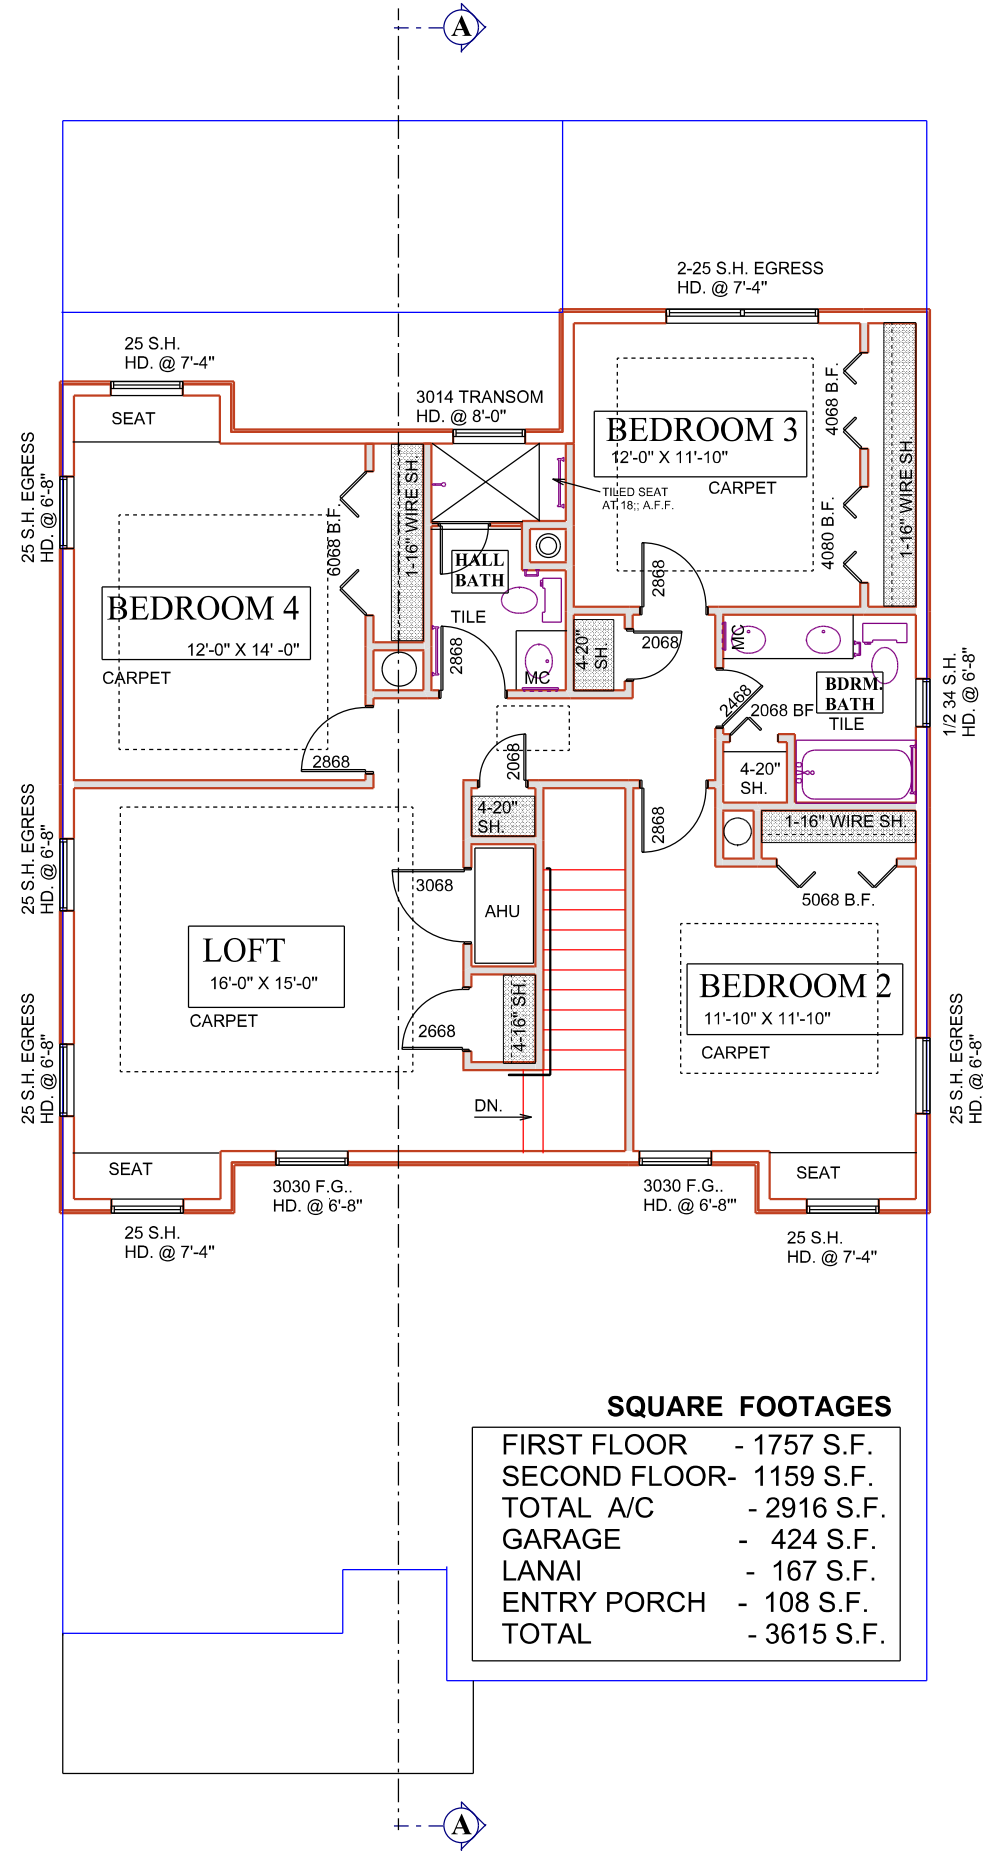 A
2-25 S.H. EGRESS
HD. @ 7'-4"
25 S.H.
HD. @ 7'-4"
3014 TRANSOM
HD. @ 8'-0"
SEAT
25 S.H. EGRESS
HD. @ 6'-8"
6068 B.F.
1-16" WIRE SH.
TILED SEAT
AT 18;; A.F.F.
BEDROOM 3
12'-0" X 11'-10"
CARPET
4068 B.F.
4080 B.F.
1-16" WIRE SH.
HALL
BATH
TILE
2868
MC
BEDROOM 4
12'-0" X 14' -0"
CARPET
2868
2868
4-20"
SH.
2068
MC
BDRM.
BATH
TILE
2468
2068 BF
1/2 34 S.H.
HD. @ 6'-8"
4-20"
SH.
2068
4-20"
SH.
2868
1-16" WIRE SH.
5068 B.F.
25 S.H. EGRESS
HD. @ 6'-8"
3068
AHU
LOFT
16'-0" X 15'-0"
CARPET
2668
4-16" SH.
BEDROOM 2
11'-10" X 11'-10"
CARPET
25 S.H. EGRESS
HD. @ 6'-8"
25 S.H. EGRESS
HD. @ 6'-8"
DN.
SEAT
SEAT
3030 F.G..
HD. @ 6'-8"
3030 F.G..
HD. @ 6'-8"'
25 S.H.
HD. @ 7'-4"
25 S.H.
HD. @ 7'-4"
SQUARE FOOTAGES
FIRST FLOOR - 1757 S.F.
SECOND FLOOR- 1159 S.F.
TOTAL A/C - 2916 S.F.
GARAGE - 424 S.F.
LANAI - 167 S.F.
ENTRY PORCH - 108 S.F.
TOTAL - 3615 S.F.
A